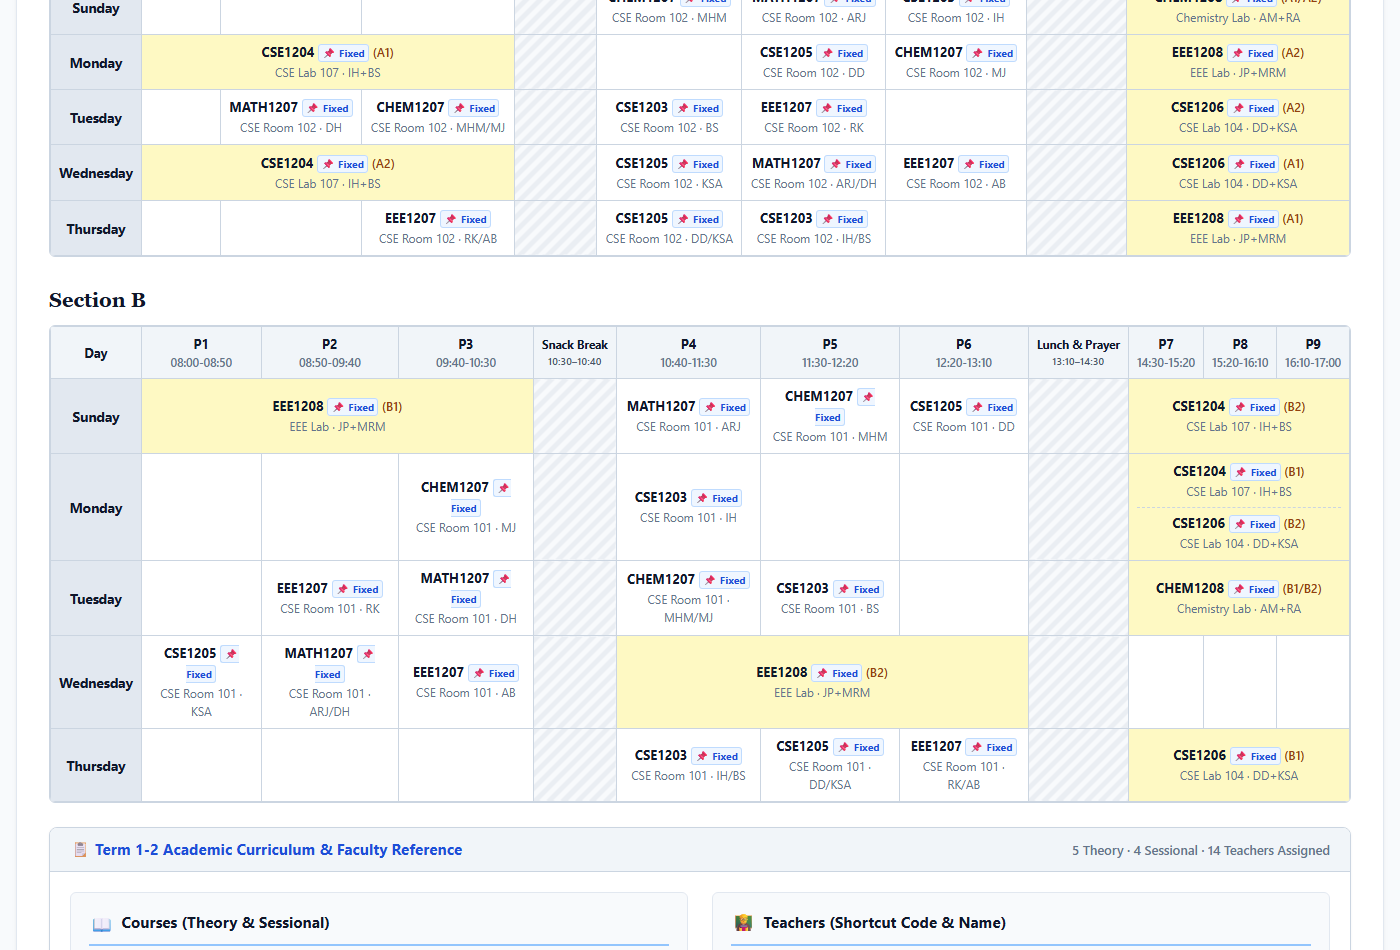 Sunday
CSE Room 102 · MHM
CSE Room 102 · ARJ
CSE Room 102 · IH
Chemistry Lab · AM+RA
Monday
CSE1204 Fixed (A1)
CSE Lab 107 · IH+BS
CSE1205 Fixed
CSE Room 102 · DD
CHEM1207 Fixed
CSE Room 102 · MJ
EEE1208 Fixed (A2)
EEE Lab · JP+MRM
Tuesday
MATH1207 Fixed
CSE Room 102 · DH
CHEM1207 Fixed
CSE Room 102 · MHM/MJ
CSE1203 Fixed
CSE Room 102 · BS
EEE1207 Fixed
CSE Room 102 · RK
CSE1206 Fixed (A2)
CSE Lab 104 · DD+KSA
Wednesday
CSE1204 Fixed (A2)
CSE Lab 107 · IH+BS
CSE1205 Fixed
CSE Room 102 · KSA
MATH1207 Fixed
CSE Room 102 · ARJ/DH
EEE1207 Fixed
CSE Room 102 · AB
CSE1206 Fixed (A1)
CSE Lab 104 · DD+KSA
Thursday
EEE1207 Fixed
CSE Room 102 · RK/AB
CSE1205 Fixed
CSE Room 102 · DD/KSA
CSE1203 Fixed
CSE Room 102 · IH/BS
EEE1208 Fixed (A1)
EEE Lab · JP+MRM
Section B
Day
P1
08:00-08:50
P2
08:50-09:40
P3
09:40-10:30
Snack Break
10:30–10:40
P4
10:40-11:30
P5
11:30-12:20
P6
12:20-13:10
Lunch & Prayer
13:10–14:30
P7
14:30-15:20
P8
15:20-16:10
P9
16:10-17:00
Sunday
EEE1208 Fixed (B1)
EEE Lab · JP+MRM
MATH1207 Fixed
CSE Room 101 · ARJ
CHEM1207
Fixed
CSE Room 101 · MHM
CSE1205 Fixed
CSE Room 101 · DD
CSE1204 Fixed (B2)
CSE Lab 107 · IH+BS
Monday
CHEM1207
Fixed
CSE Room 101 · MJ
CSE1203 Fixed
CSE Room 101 · IH
CSE1204 Fixed (B1)
CSE Lab 107 · IH+BS
CSE1206 Fixed (B2)
CSE Lab 104 · DD+KSA
Tuesday
EEE1207 Fixed
CSE Room 101 · RK
MATH1207
Fixed
CSE Room 101 · DH
CHEM1207 Fixed
CSE Room 101 ·
MHM/MJ
CSE1203 Fixed
CSE Room 101 · BS
CHEM1208 Fixed (B1/B2)
Chemistry Lab · AM+RA
Wednesday
CSE1205
Fixed
CSE Room 101 ·
KSA
MATH1207
Fixed
CSE Room 101 ·
ARJ/DH
EEE1207 Fixed
CSE Room 101 · AB
EEE1208 Fixed (B2)
EEE Lab · JP+MRM
Thursday
CSE1203 Fixed
CSE Room 101 · IH/BS
CSE1205 Fixed
CSE Room 101 ·
DD/KSA
EEE1207 Fixed
CSE Room 101 ·
RK/AB
CSE1206 Fixed (B1)
CSE Lab 104 · DD+KSA
Term 1-2 Academic Curriculum & Faculty Reference
5 Theory · 4 Sessional · 14 Teachers Assigned
Courses (Theory & Sessional)
Teachers (Shortcut Code & Name)